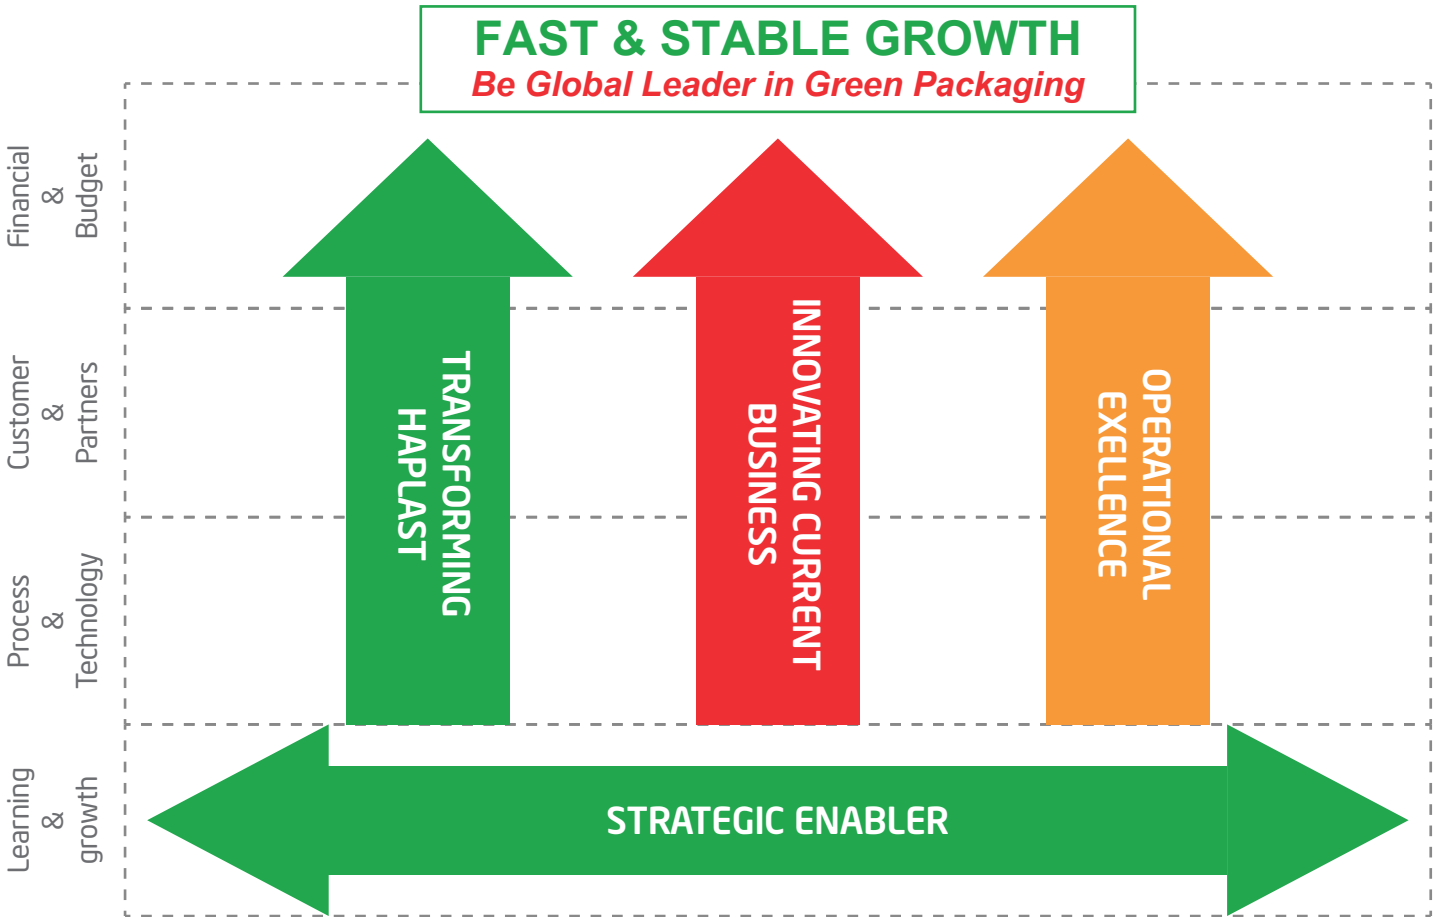 FAST & STABLE GROWTH
Be Global Leader in Green Packaging
Financial
&
Budget
Customer
&
Partners
Process
&
Technology
Learning
&
growth
TRANSFORMING
HAPLAST
INNOVATING CURRENT
BUSINESS
OPERATIONAL
EXELLENCE
STRATEGIC ENABLER